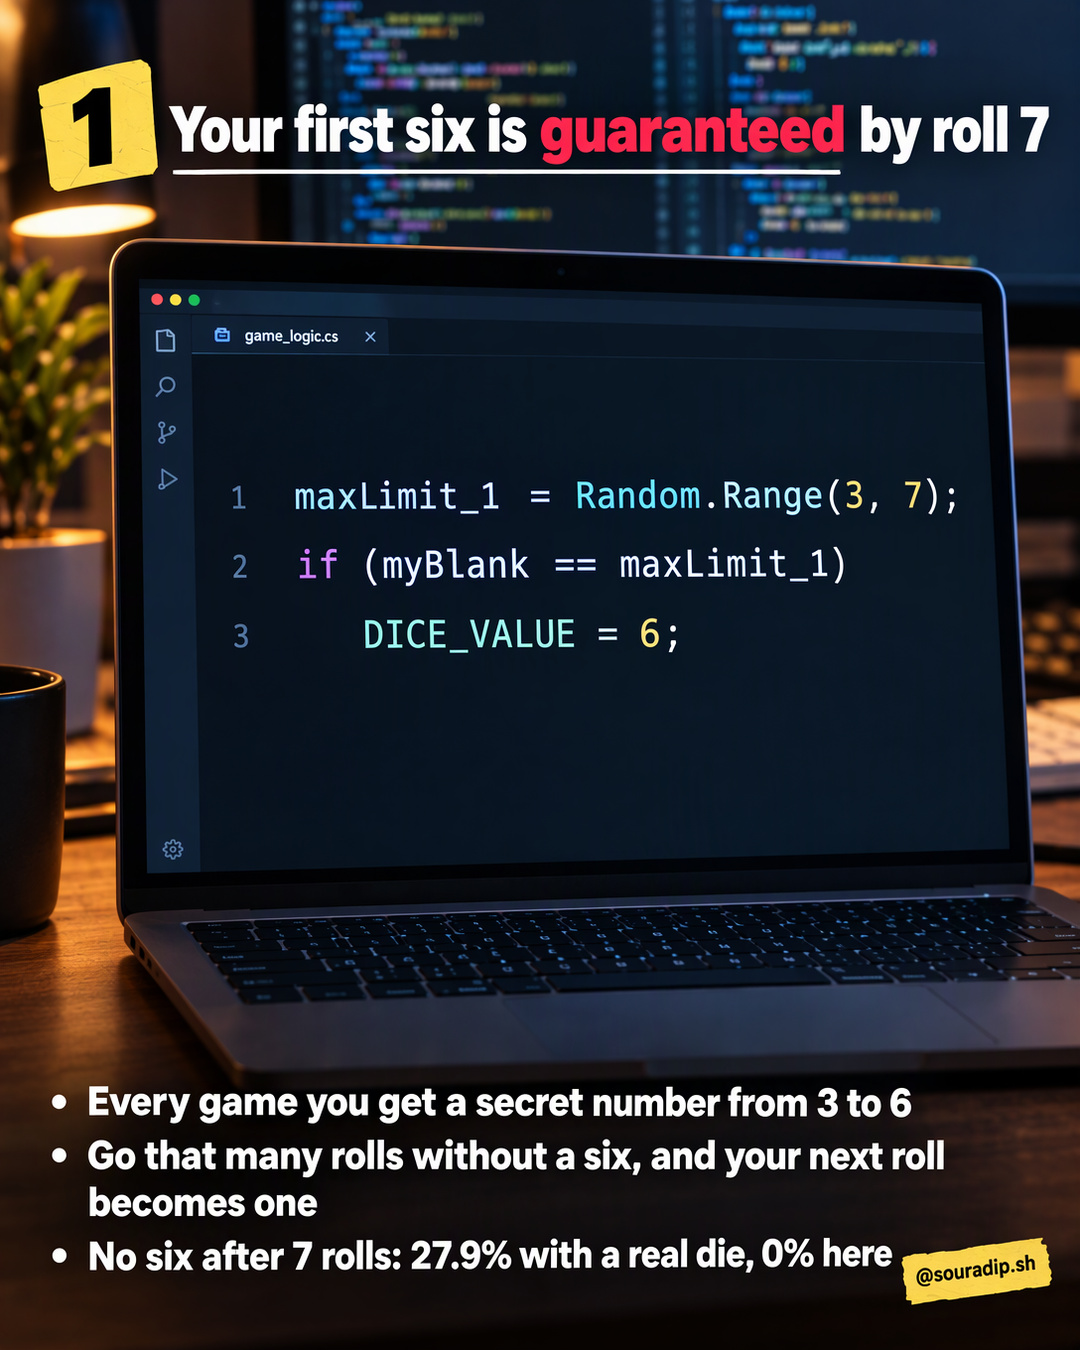 1
Your first six is guaranteed by roll 7
game_logic.cs
1 maxLimit_1 = Random.Range(3, 7);
2 if (myBlank == maxLimit_1)
3 DICE_VALUE = 6;
• Every game you get a secret number from 3 to 6
• Go that many rolls without a six, and your next roll
becomes one
• No six after 7 rolls: 27.9% with a real die, 0% here
@souradip.sh